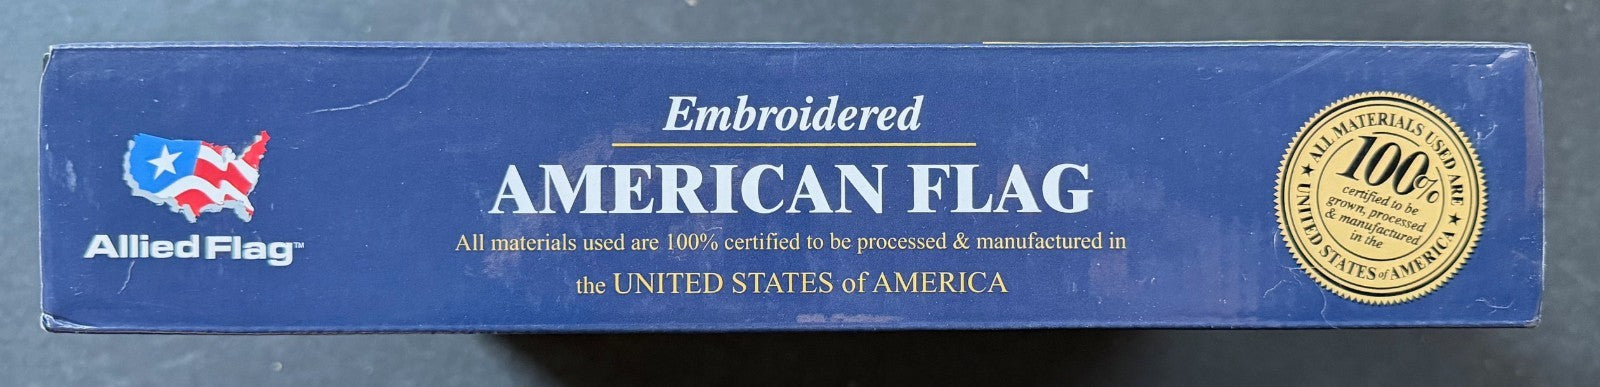 Allied Flag™
Embroidered
AMERICAN FLAG
All materials used are 100% certified to be processed & manufactured in
the UNITED STATES of AMERICA
★ ALL MATERIALS USED ARE ★
100%
certified to be
grown, processed
& manufactured
in the
UNITED STATES of AMERICA